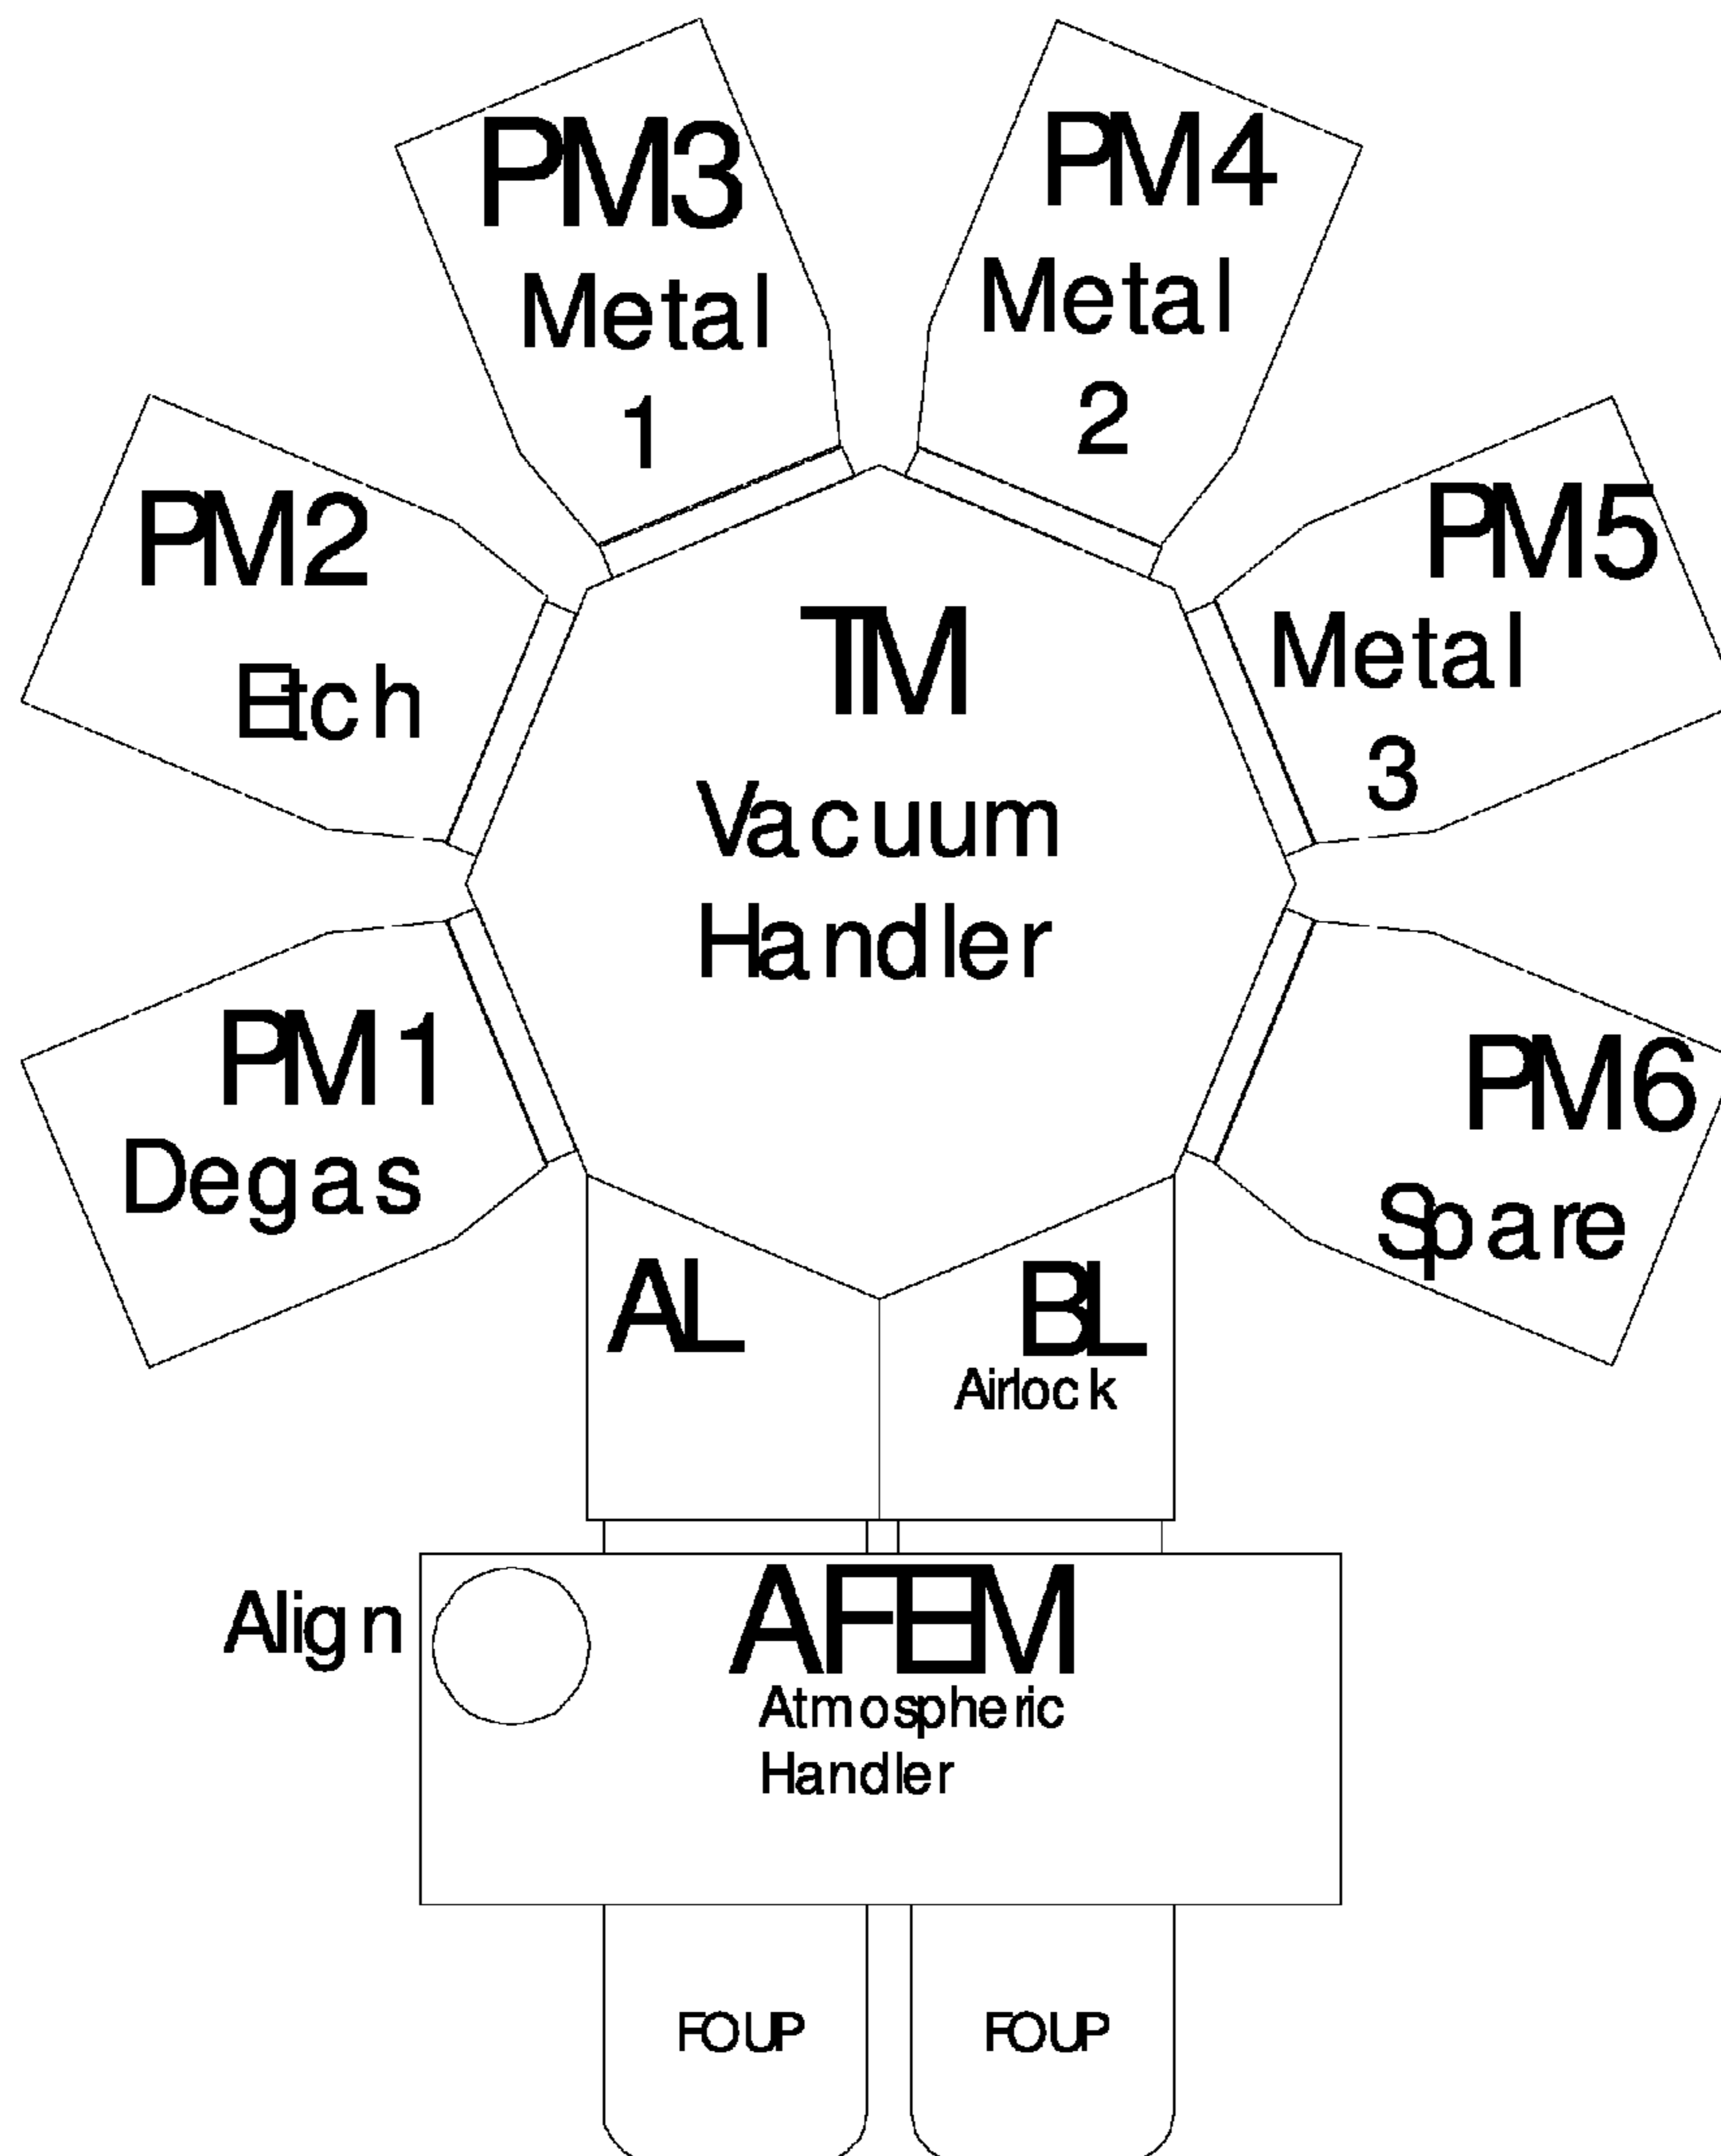 PM3
Metal
1
PM4
Metal
2
PM2
Etch
PM5
Metal
3
TM
Vacuum
Handler
PM1
Degas
PM6
Spare
AL
BL
Airlock
Align
AFEM
Atmospheric
Handler
FOUP
FOUP